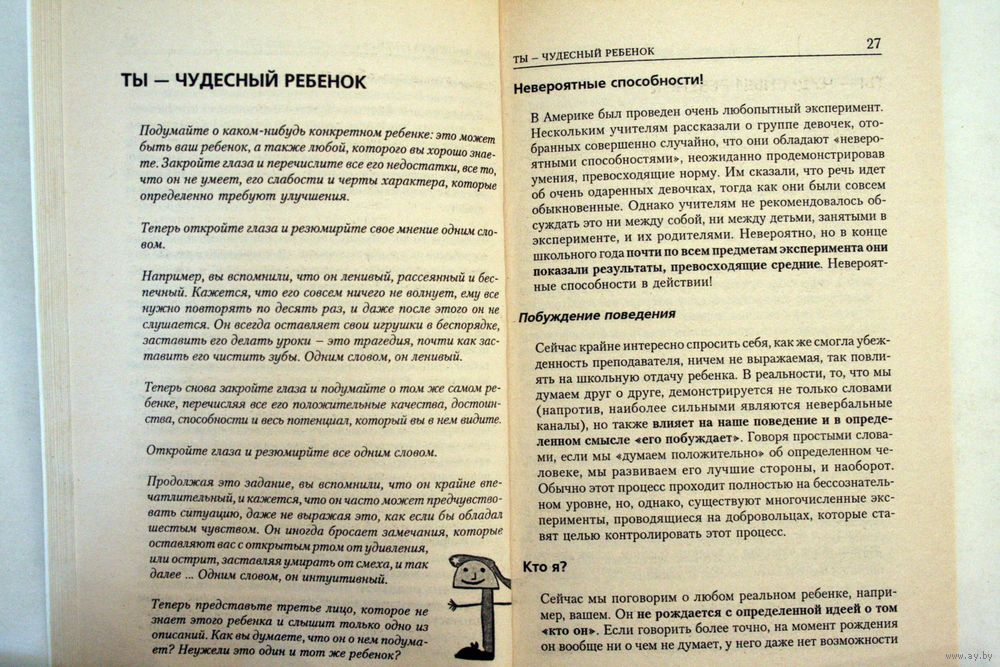 ТЫ — ЧУДЕСНЫЙ РЕБЕНОК
Подумайте о каком-нибудь конкретном ребенке: это может
быть ваш ребенок, а также любой, которого вы хорошо знае-
те. Закройте глаза и перечислите все его недостатки, все то,
что он не умеет, его слабости и черты характера, которые
определенно требуют улучшения.
Теперь откройте глаза и резюмирйте свое мнение одним сло-
вом.
Например, вы вспомнили, что он ленивый, рассеянный и бес-
печный. Кажется, что его совсем ничего не волнует, ему все
нужно повторять по десять раз, и даже после этого он не
слушается. Он всегда оставляет свои игрушки в беспорядке,
заставить его делать уроки – это трагедия, почти как зас-
тавить его чистить зубы. Одним словом, он ленивый.
Теперь снова закройте глаза и подумайте о том же самом ре-
бенке, перечисляя все его положительные качества, достоин-
ства, способности и весь потенциал, который вы в нем видите.
Откройте глаза и резюмирйте все одним словом.
Продолжая это задание, вы вспомнили, что он крайне впе-
чатлительный, и кажется, что он часто может предчувство-
вать ситуацию, даже не выражая это, как если бы обладал
шестым чувством. Он иногда бросает замечания, которые
оставляют вас с открытым ртом от удивления,
или острит, заставляя умирать от смеха, и так
далее ... Одним словом, он интуитивный.
Теперь представьте третье лицо, которое не
знает этого ребенка и слышит только одно из
описаний. Как вы думаете, что он о нем подума-
ет? Неужели это один и тот же ребенок?
ТЫ — ЧУДЕСНЫЙ РЕБЕНОК 27
Невероятные способности!
В Америке был проведен очень любопытный эксперимент.
Нескольким учителям рассказали о группе девочек, ото-
бранных совершенно случайно, что они обладают «неверо-
ятными способностями», неожиданно продемонстрировав
умения, превосходящие норму. Им сказали, что речь идет
об очень одаренных девочках, тогда как они были совсем
обыкновенные. Однако учителям не рекомендовалось об-
суждать это ни между собой, ни между детьми, занятыми в
эксперименте, и их родителями. Невероятно, но в конце
школьного года почти по всем предметам эксперимента они
показали результаты, превосходящие средние. Невероят-
ные способности в действии!
Побуждение поведения
Сейчас крайне интересно спросить себя, как же смогла убеж-
денность преподавателя, ничем не выражаемая, так повли-
ять на школьную отдачу ребенка. В реальности, то, что мы
думаем друг о друге, демонстрируется не только словами
(напротив, наиболее сильными являются невербальные
каналы), но также влияет на наше поведение и в опреде-
ленном смысле «его побуждает». Говоря простыми слова-
ми, если мы «думаем положительно» об определенном че-
ловеке, мы развиваем его лучшие стороны, и наоборот.
Обычно этот процесс проходит полностью на бессознатель-
ном уровне, но, однако, существуют многочисленные экс-
перименты, проводящиеся на добровольцах, которые ста-
вят целью контролировать этот процесс.
Кто я?
Сейчас мы поговорим о любом реальном ребенке, напри-
мер, вашем. Он не рождается с определенной идеей о том
«кто он». Если говорить более точно, на момент рождения
он вообще ни о чем не думает, у него даже нет возможности
www.ay.by